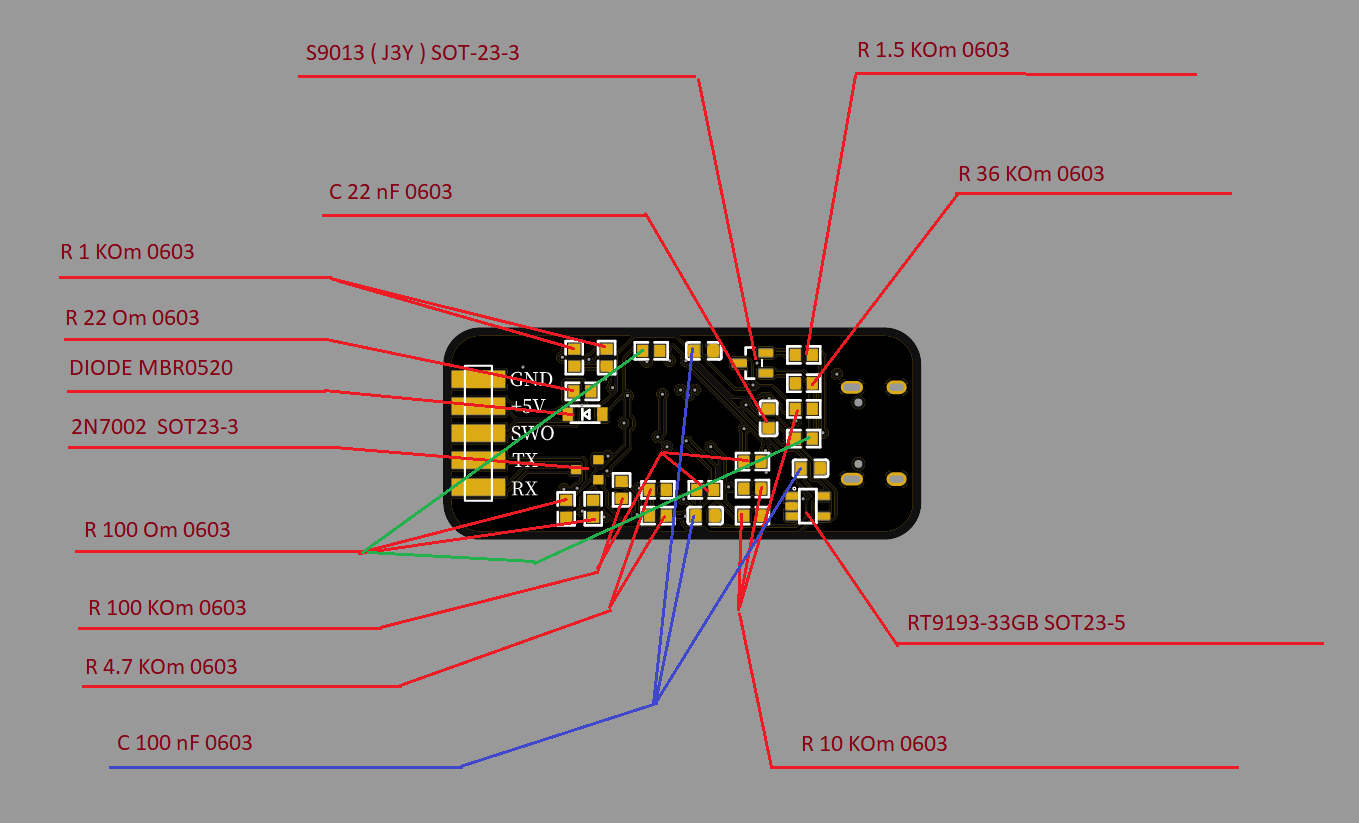 S9013 ( J3Y ) SOT-23-3
R 1.5 KOm 0603
R 36 KOm 0603
C 22 nF 0603
R 1 KOm 0603
R 22 Om 0603
DIODE MBR0520
2N7002 SOT23-3
GND
+5V
SWO
TX
RX
R 100 Om 0603
R 100 KOm 0603
RT9193-33GB SOT23-5
R 4.7 KOm 0603
C 100 nF 0603
R 10 KOm 0603